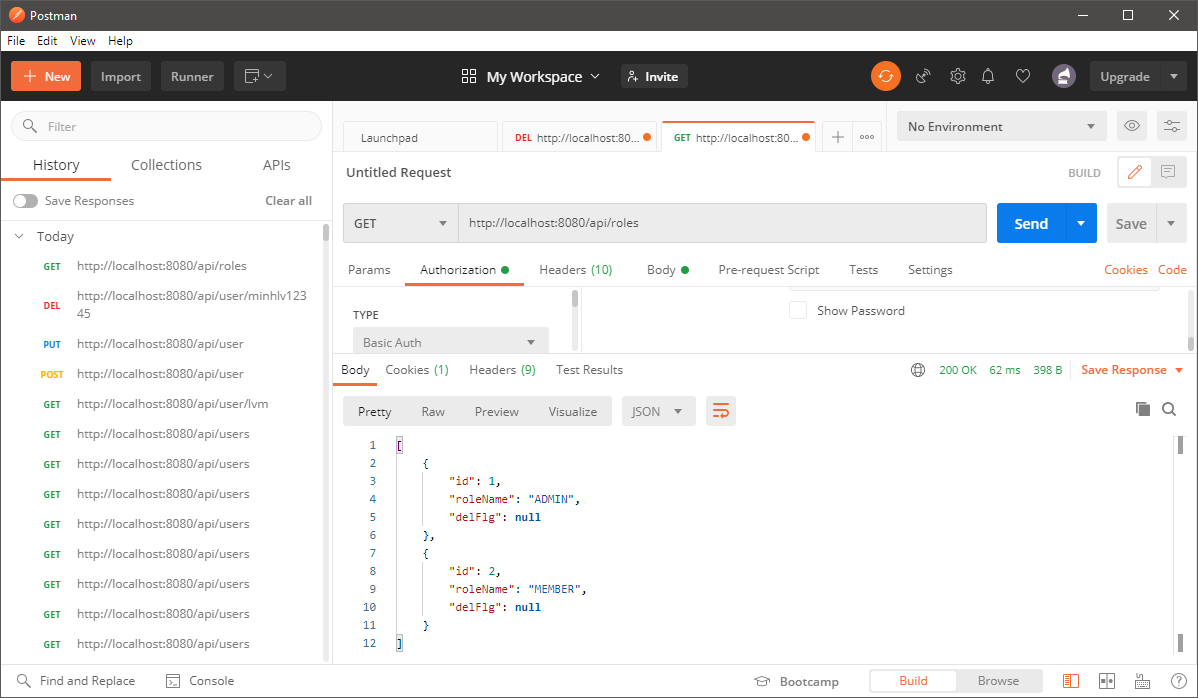 Postman
File Edit View Help
New Import Runner My Workspace Invite Upgrade
Filter
History Collections APIs
Save Responses Clear all
Today
GET http://localhost:8080/api/roles
DEL http://localhost:8080/api/user/minhlv123
45
PUT http://localhost:8080/api/user
POST http://localhost:8080/api/user
GET http://localhost:8080/api/user/lvm
GET http://localhost:8080/api/users
GET http://localhost:8080/api/users
GET http://localhost:8080/api/users
GET http://localhost:8080/api/users
GET http://localhost:8080/api/users
GET http://localhost:8080/api/users
GET http://localhost:8080/api/users
GET http://localhost:8080/api/users
Launchpad DEL http://localhost:80... GET http://localhost:80... No Environment
Untitled Request BUILD
GET http://localhost:8080/api/roles Send Save
Params Authorization Headers (10) Body Pre-request Script Tests Settings Cookies Code
TYPE
Basic Auth
Show Password
Body Cookies (1) Headers (9) Test Results 200 OK 62 ms 398 B Save Response
Pretty Raw Preview Visualize JSON
1 [
2 {
3 "id": 1,
4 "roleName": "ADMIN",
5 "delFlg": null
6 },
7 {
8 "id": 2,
9 "roleName": "MEMBER",
10 "delFlg": null
11 }
12 ]
Find and Replace Console Bootcamp Build Browse